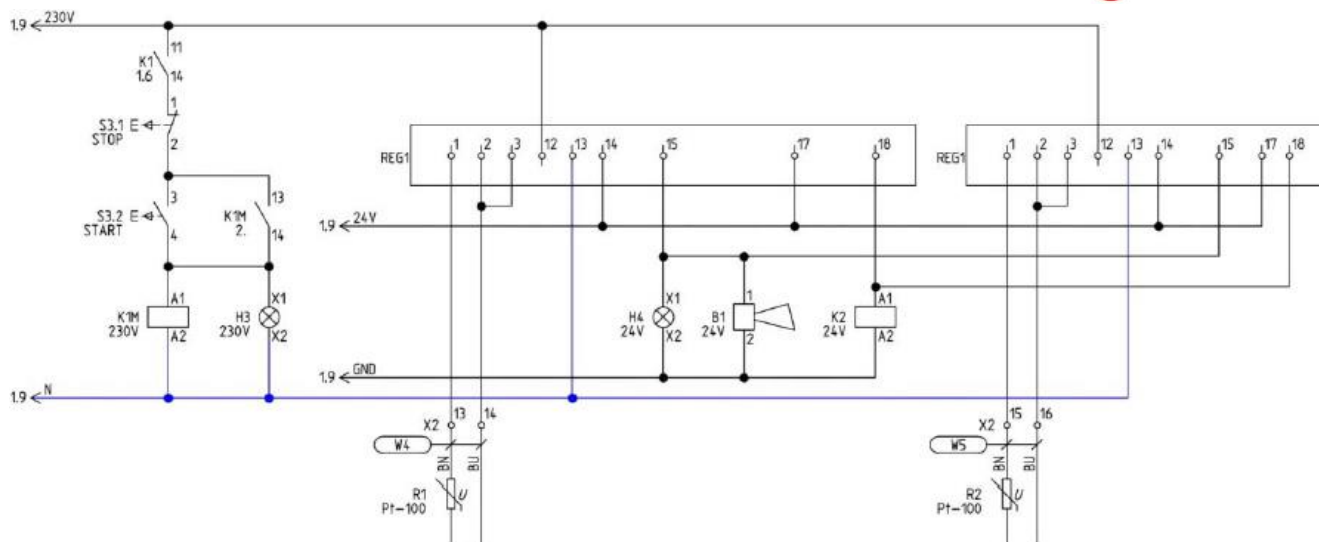 1.9 230V
11
K1
1.6
14
1
S3.1
STOP
2
3
S3.2
START
4
13
K1M
2.
14
A1
K1M
230V
A2
X1
H3
230V
X2
1.9 N
REG1
1 2 3 12 13 14 15 17 18
1.9 24V
X1
H4
24V
X2
1
B1
24V
2
A1
K2
24V
A2
1.9 GND
X2 13 14
W4
BN BU
R1
Pt-100
U
REG1
1 2 3 12 13 14 15 17 18
X2 15 16
W5
BN BU
R2
Pt-100
U